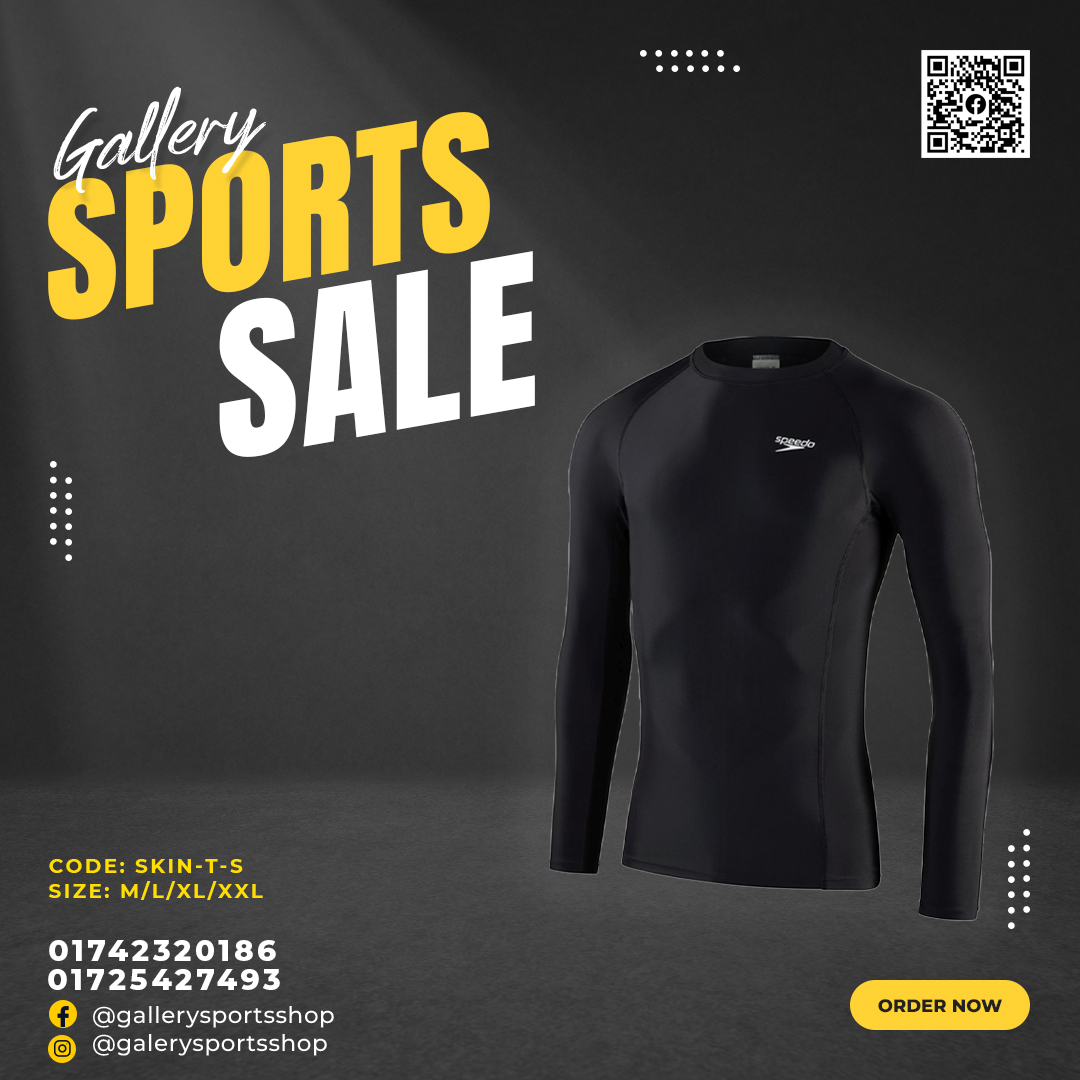 Gallery
SPORTS
SALE
speedo
CODE: SKIN-T-S
SIZE: M/L/XL/XXL
01742320186
01725427493
@gallerysportsshop
@galerysportsshop
ORDER NOW